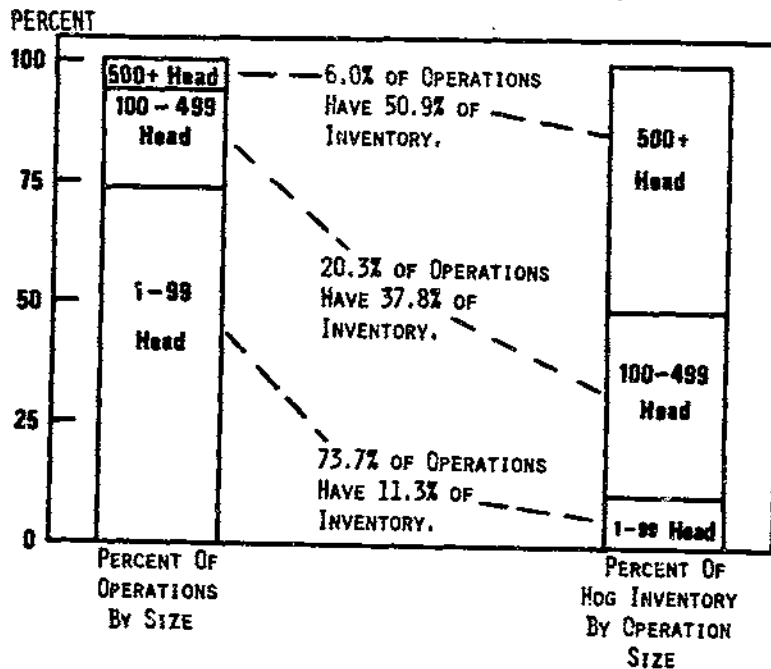 PERCENT
100
75
50
25
0
500+ Head
100-499
Head
1-99
Head
6.0% OF OPERATIONS
HAVE 50.9% OF
INVENTORY.
20.3% OF OPERATIONS
HAVE 37.8% OF
INVENTORY.
73.7% OF OPERATIONS
HAVE 11.3% OF
INVENTORY.
500+
Head
100-499
Head
1-99 Head
PERCENT OF
OPERATIONS
BY SIZE
PERCENT OF
HOG INVENTORY
BY OPERATION
SIZE